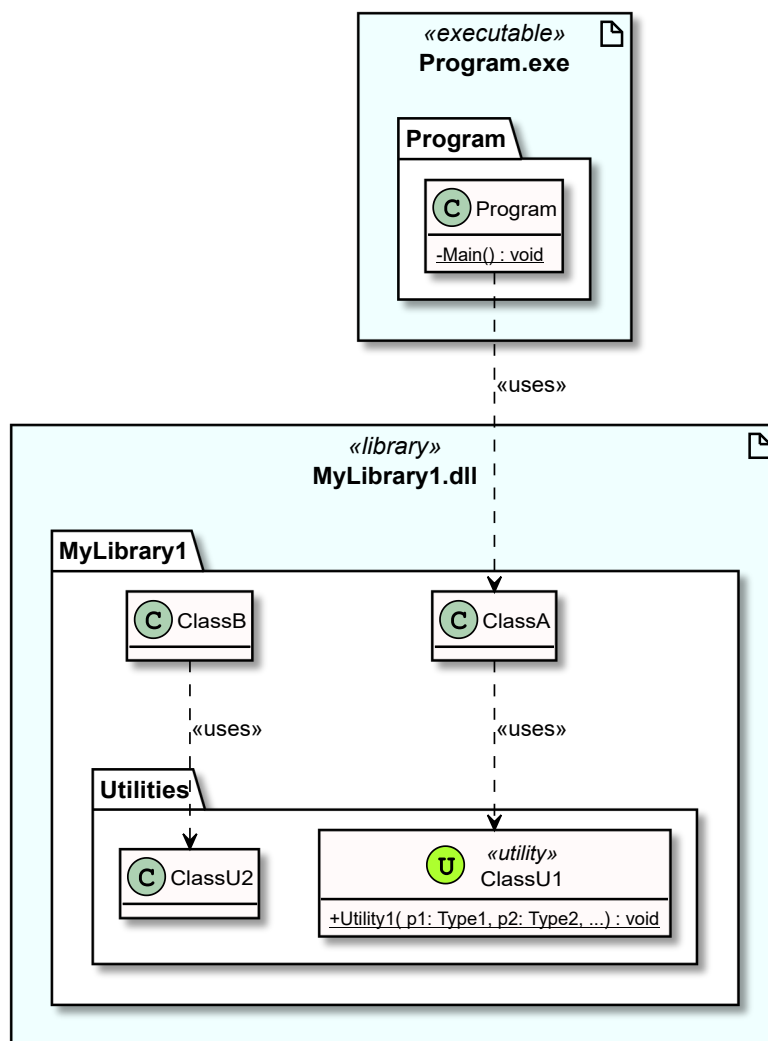 «executable»
Program.exe
Program
C Program
-Main() : void
«uses»
«library»
MyLibrary1.dll
MyLibrary1
C ClassB
C ClassA
«uses»
«uses»
Utilities
C ClassU2
U «utility»
ClassU1
+Utility1( p1: Type1, p2: Type2, ...) : void